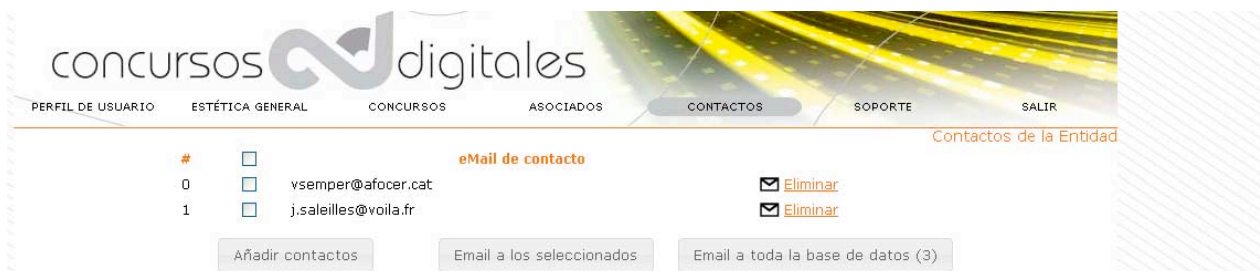 concursos digitales
PERFIL DE USUARIO ESTÉTICA GENERAL CONCURSOS ASOCIADOS CONTACTOS SOPORTE SALIR
Contactos de la Entidad
# eMail de contacto
0 vsemper@afocer.cat Eliminar
1 j.saleilles@voila.fr Eliminar
Añadir contactos Email a los seleccionados Email a toda la base de datos (3)